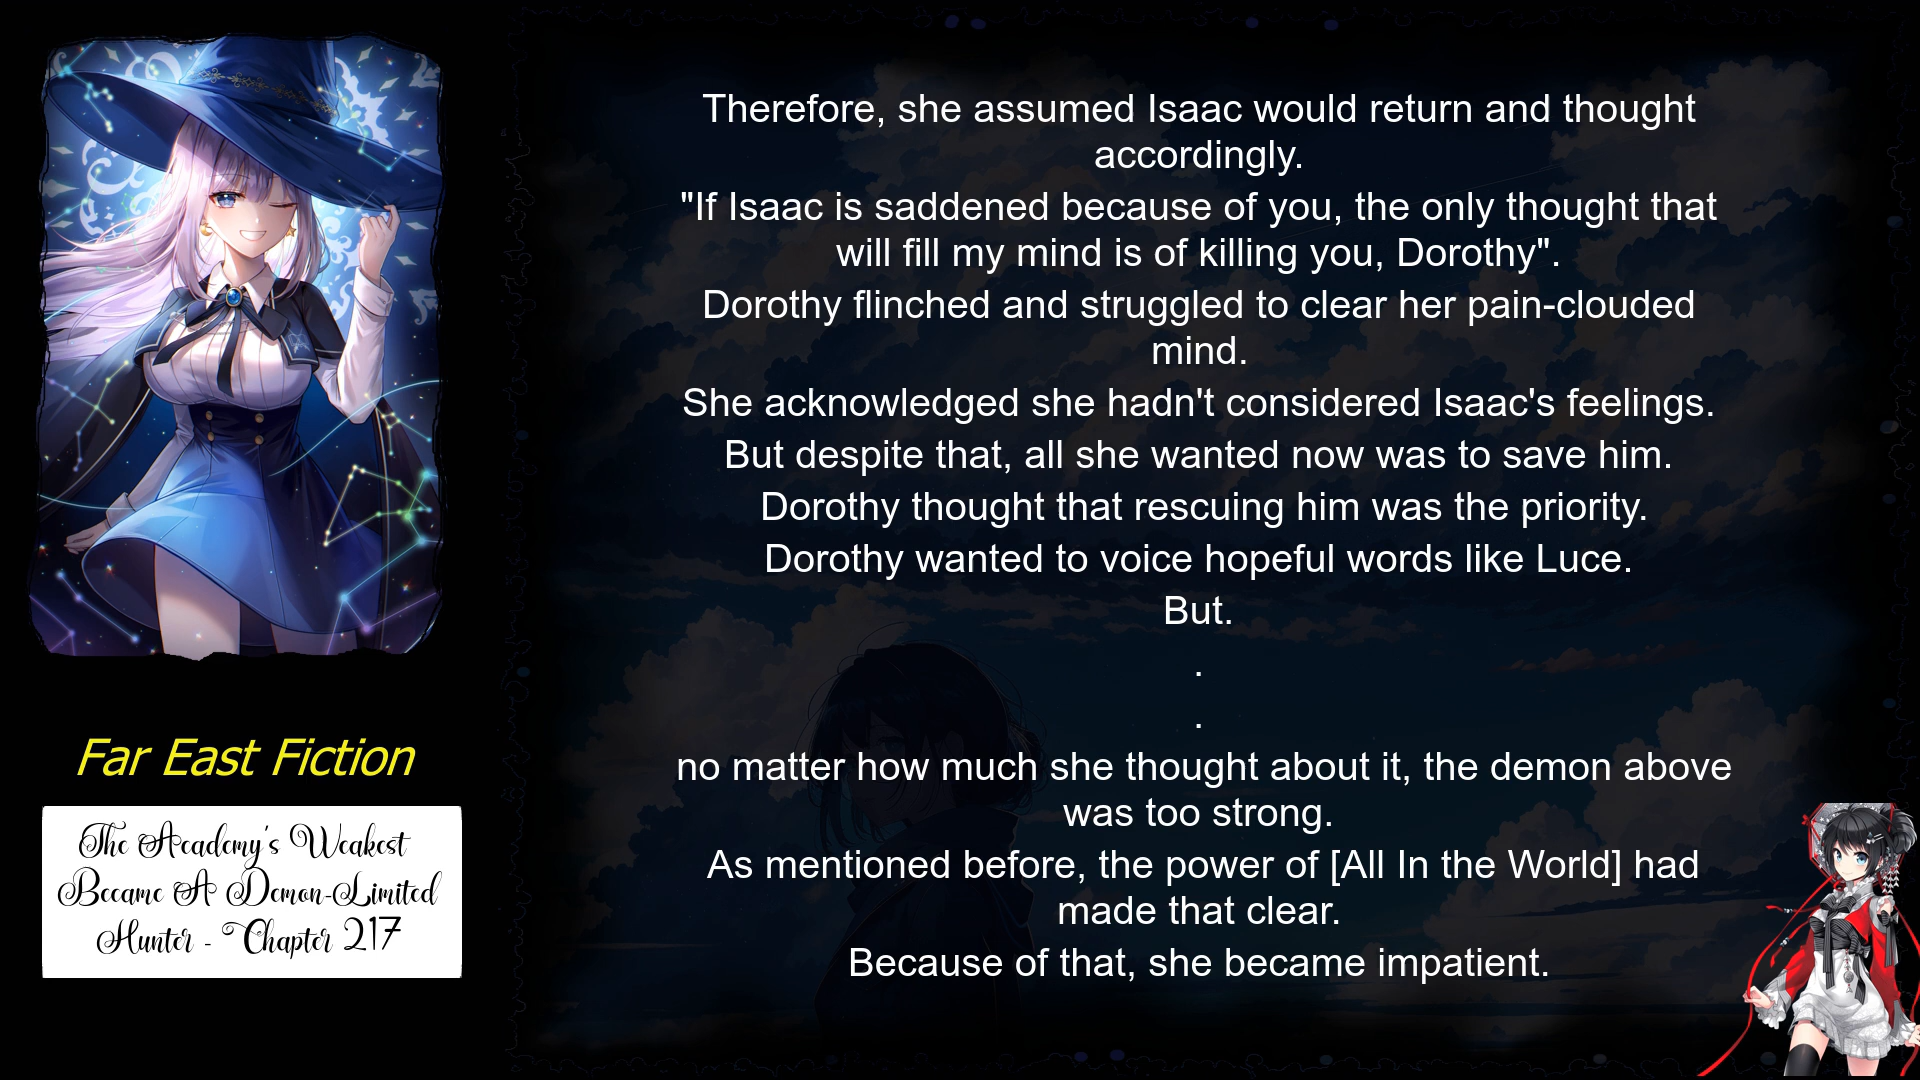 Therefore, she assumed Isaac would return and thought
accordingly.
"If Isaac is saddened because of you, the only thought that
will fill my mind is of killing you, Dorothy".
Dorothy flinched and struggled to clear her pain-clouded
mind.
She acknowledged she hadn't considered Isaac's feelings.
But despite that, all she wanted now was to save him.
Dorothy thought that rescuing him was the priority.
Dorothy wanted to voice hopeful words like Luce.
But.
.
.
no matter how much she thought about it, the demon above
was too strong.
As mentioned before, the power of [All In the World] had
made that clear.
Because of that, she became impatient.
Far East Fiction
The Academy's Weakest
Became A Demon-Limited
Hunter - Chapter 217